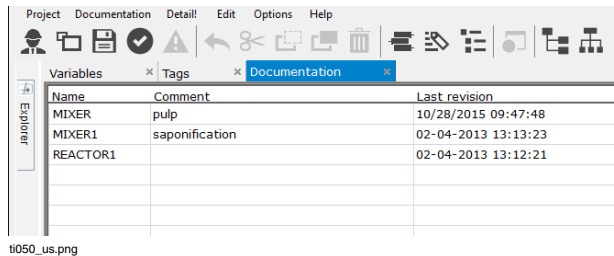 Project Documentation Detail! Edit Options Help
Variables × Tags × Documentation ×
Explorer
Name Comment Last revision
MIXER pulp 10/28/2015 09:47:48
MIXER1 saponification 02-04-2013 13:13:23
REACTOR1 02-04-2013 13:12:21
ti050_us.png